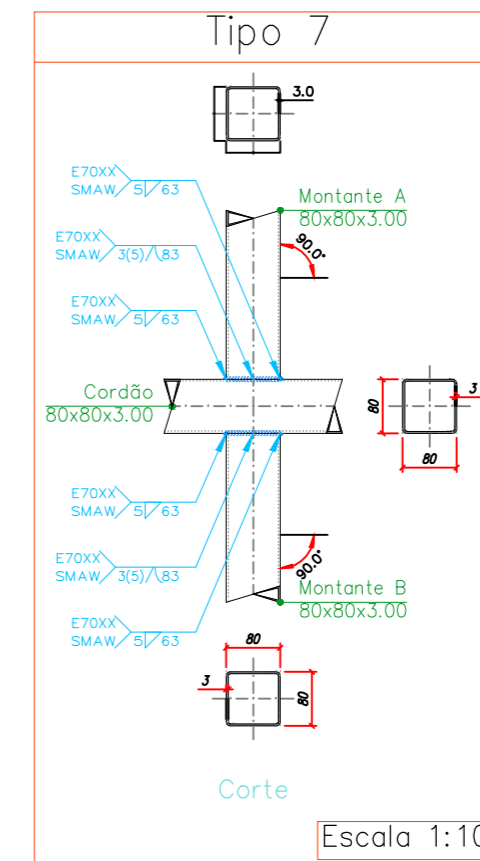 Tipo 7
3.0
E70XX
SMAW 5 63
Montante A
80x80x3.00
E70XX
SMAW 3(5) 83
90.0°
E70XX
SMAW 5 63
Cordão
80x80x3.00
80
3
80
E70XX
SMAW 5 63
E70XX
SMAW 3(5) 83
90.0°
Montante B
80x80x3.00
E70XX
SMAW 5 63
80
3
80
Corte
Escala 1:10